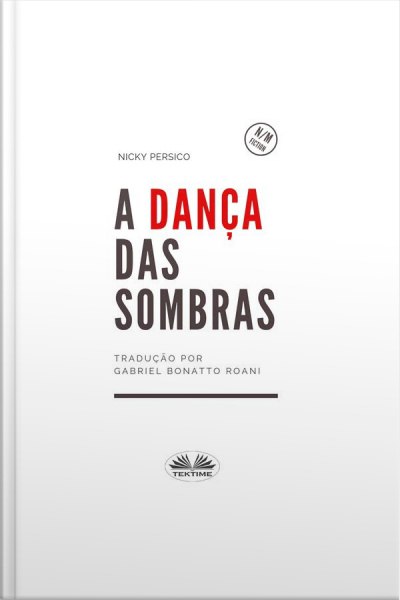 N/M
FICTION
NICKY PERSICO
A DANÇA
DAS
SOMBRAS
TRADUÇÃO POR
GABRIEL BONATTO ROANI
TEKTIME